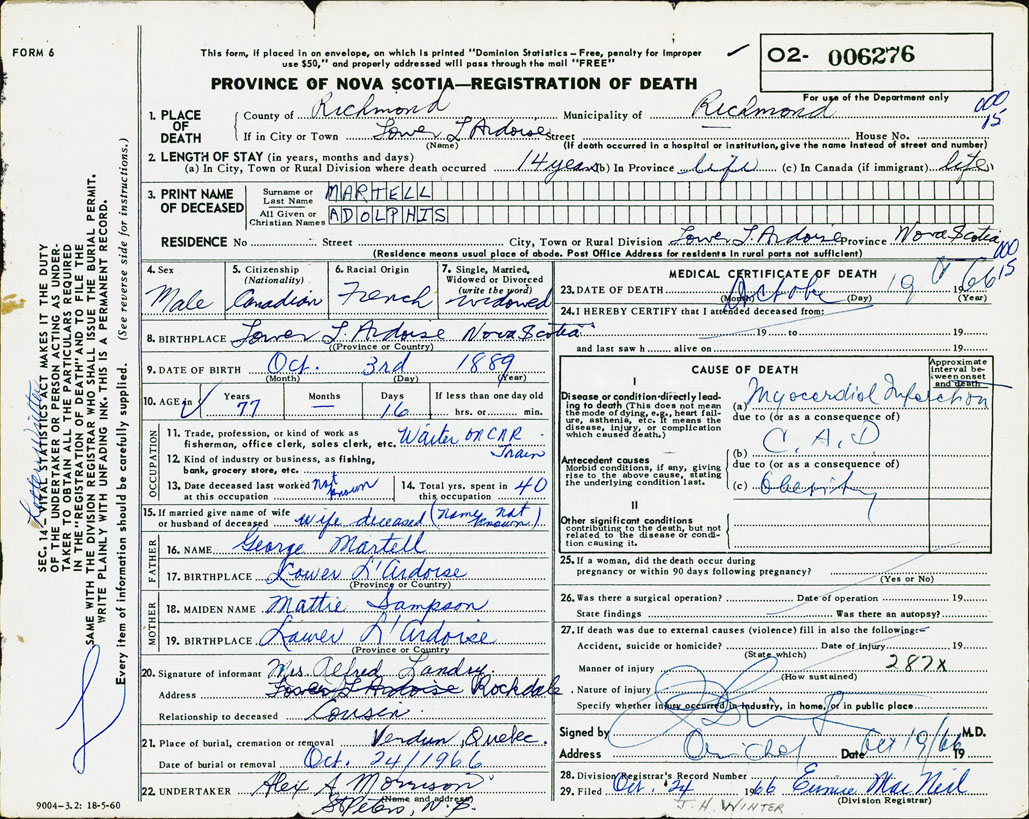 FORM 6
This form, if placed in an envelope, on which is printed "Dominion Statistics – Free, penalty for improper
use $50," and properly addressed will pass through the mail "FREE"
O2- 006276
For use of the Department only
PROVINCE OF NOVA SCOTIA—REGISTRATION OF DEATH
000
15
1. PLACE OF DEATH
County of Richmond Municipality of Richmond
If in City or Town Lower L'Ardoise Street House No.
(Name) (If death occurred in a hospital or institution, give the name instead of street and number)
2. LENGTH OF STAY (in years, months and days)
(a) In City, Town or Rural Division where death occurred 14 years (b) In Province life (c) In Canada (if immigrant) life
3. PRINT NAME OF DECEASED
Surname or Last Name MARTELL
All Given or Christian Names ADOLPHIS
RESIDENCE No Street City, Town or Rural Division Lower L'Ardoise Province Nova Scotia
(Residence means usual place of abode. Post Office Address for residents in rural parts not sufficient)
000
15
4. Sex Male
5. Citizenship (Nationality) Canadian
6. Racial Origin French
7. Single, Married, Widowed or Divorced (write the word) Widowed
8. BIRTHPLACE Lower L'Ardoise Nova Scotia
(Province or Country)
9. DATE OF BIRTH Oct. 3rd 1889
(Month) (Day) (Year)
10. AGE in Years 77 Months — Days 16 If less than one day old hrs. or min.
OCCUPATION
11. Trade, profession, or kind of work as
fisherman, office clerk, sales clerk, etc. Waiter on CNR Train
12. Kind of industry or business, as fishing,
bank, grocery store, etc.
13. Date deceased last worked at this occupation not known
14. Total yrs. spent in this occupation 40
15. If married give name of wife
or husband of deceased wife deceased (name not known)
FATHER
16. NAME George Martell
17. BIRTHPLACE Lower L'Ardoise
(Province or Country)
MOTHER
18. MAIDEN NAME Mattie Sampson
19. BIRTHPLACE Lower L'Ardoise
(Province or Country)
20. Signature of informant Mrs. Alfred Landry
Address Lower L'Ardoise Rockdale
Relationship to deceased Cousin
21. Place of burial, cremation or removal Verdun, Quebec.
Date of burial or removal Oct. 24/1966
22. UNDERTAKER Alex A Morrison
(Name and address)
St Peters, N.S.
MEDICAL CERTIFICATE OF DEATH
23. DATE OF DEATH October 19 1966
(Month) (Day) (Year)
24. I HEREBY CERTIFY that I attended deceased from:
19 to 19
and last saw h alive on 19
CAUSE OF DEATH
Approximate interval between onset and death
I
Disease or condition directly leading to death (This does not mean the mode of dying, e.g., heart failure, asthenia, etc. It means the disease, injury, or complication which caused death.)
(a) Myocardial Infarction
due to (or as a consequence of)
(b) C. A. D
Antecedent causes
Morbid conditions, if any, giving rise to the above cause, stating the underlying condition last.
due to (or as a consequence of)
(c) Obesity
II
Other significant conditions
contributing to the death, but not related to the disease or condition causing it.
25. If a woman, did the death occur during
pregnancy or within 90 days following pregnancy?
(Yes or No)
26. Was there a surgical operation? Date of operation 19
State findings Was there an autopsy?
27. If death was due to external causes (violence) fill in also the following:
Accident, suicide or homicide? Date of injury 19
(State which)
Manner of injury 287x
(How sustained)
Nature of injury
Specify whether injury occurred in industry, in home, or in public place
Signed by M.D.
Address Arichat Date Oct 19/66 19
28. Division Registrar's Record Number
29. Filed Oct. 24 1966 Eunice MacNeil
(Division Registrar)
J. H. WINTER
9004–3.2: 18-5-60
SEC. 14 – VITAL STATISTICS ACT MAKES IT THE DUTY
OF THE UNDERTAKER OR PERSON ACTING AS UNDER-
TAKER TO OBTAIN ALL THE PARTICULARS REQUIRED
IN THE "REGISTRATION OF DEATH" AND TO FILE THE
SAME WITH THE DIVISION REGISTRAR WHO SHALL ISSUE THE BURIAL PERMIT.
WRITE PLAINLY WITH UNFADING INK. THIS IS A PERMANENT RECORD.
Every item of information should be carefully supplied. (See reverse side for instructions.)